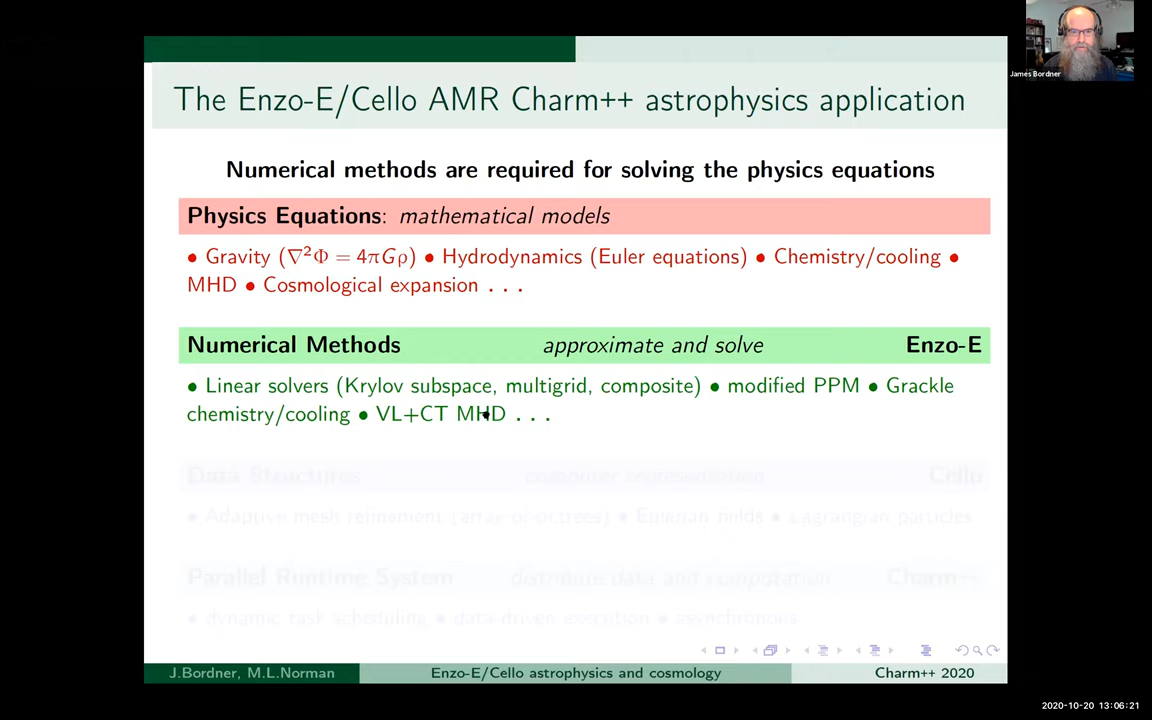 James Bordner
The Enzo-E/Cello AMR Charm++ astrophysics application
Numerical methods are required for solving the physics equations
Physics Equations: mathematical models
• Gravity (∇²Φ = 4πGρ) • Hydrodynamics (Euler equations) • Chemistry/cooling •
MHD • Cosmological expansion . . .
Numerical Methods approximate and solve Enzo-E
• Linear solvers (Krylov subspace, multigrid, composite) • modified PPM • Grackle
chemistry/cooling • VL+CT MHD . . .
Data Structures computer representation Cello
• Adaptive mesh refinement (array-of-octrees) • Eulerian fields • Lagrangian particles
Parallel Runtime System distribute data and computation Charm++
• dynamic task scheduling • data-driven execution • asynchronous
J.Bordner, M.L.Norman Enzo-E/Cello astrophysics and cosmology Charm++ 2020
2020-10-20 13:06:21